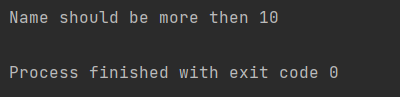 Name should be more then 10
Process finished with exit code 0